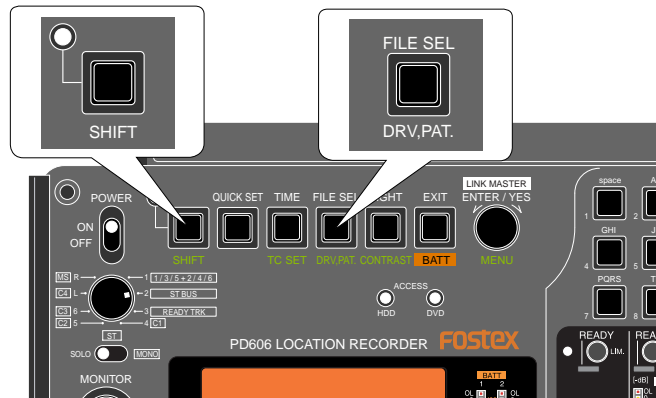 SHIFT
FILE SEL
DRV,PAT.
POWER
ON
OFF
QUICK SET
TIME
FILE SEL
EXIT
LINK MASTER
ENTER / YES
SHIFT
TC SET
DRV,PAT.
CONTRAST
BATT
MENU
MS R
1 1 / 3 / 5 + 2 / 4 / 6
C4 L
2 ST BUS
C3 6
3 READY TRK
C2 5
4 C1
ST
SOLO
MONO
MONITOR
ACCESS
HDD
DVD
PD606 LOCATION RECORDER
FOSTEX
BATT
1 2
OL
OL
space
1
2
GHI
4
5
PQRS
7
8
READY
LIM.
[-dB]
OL